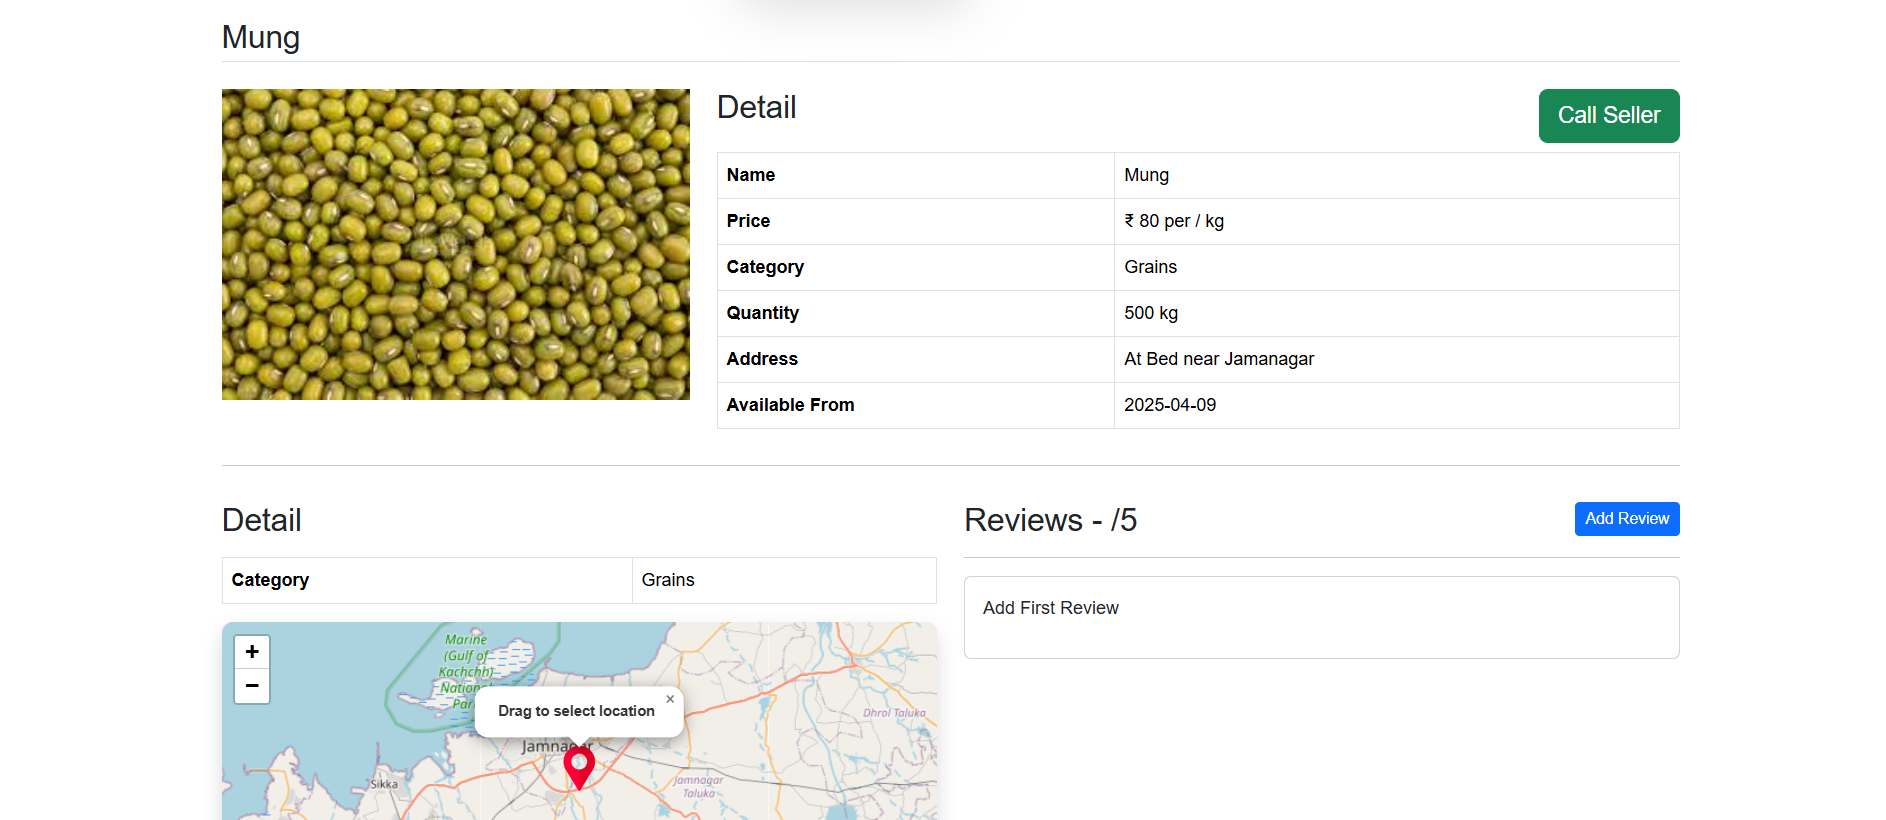 Mung
Detail
Call Seller
Name Mung
Price ₹ 80 per / kg
Category Grains
Quantity 500 kg
Address At Bed near Jamanagar
Available From 2025-04-09
Detail
Category Grains
Reviews - /5
Add Review
Add First Review
+
−
Marine
(Gulf of
Kachchh)
Drag to select location
×
Jamnagar
Sikka
Dhrol Taluka
Jamnagar
Taluka